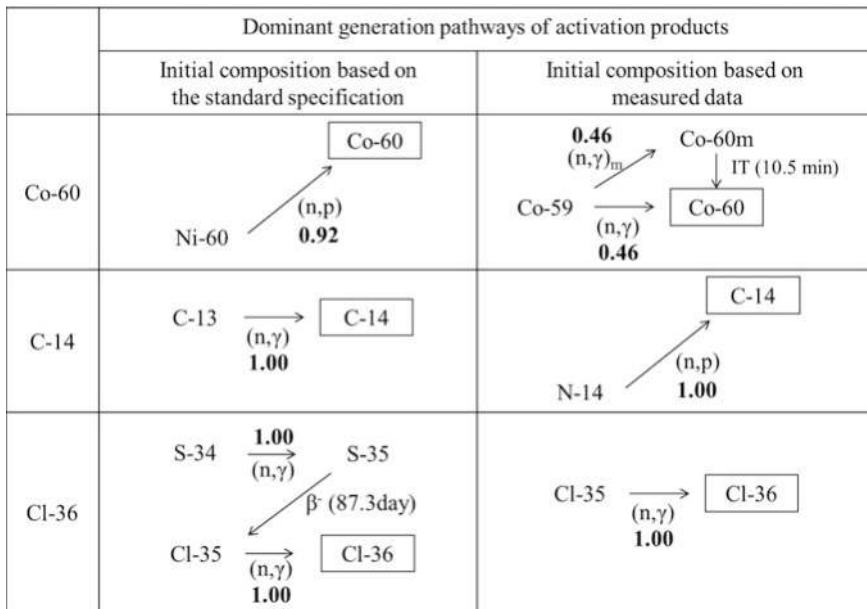 Dominant generation pathways of activation products
Initial composition based on
the standard specification
Initial composition based on
measured data
Co-60
Co-60
(n,p)
0.92
Ni-60
0.46
(n,γ)m
Co-60m
IT (10.5 min)
Co-59
(n,γ)
0.46
Co-60
C-14
C-13
(n,γ)
1.00
C-14
C-14
(n,p)
1.00
N-14
Cl-36
S-34
1.00
(n,γ)
S-35
β- (87.3day)
Cl-35
(n,γ)
1.00
Cl-36
Cl-35
(n,γ)
1.00
Cl-36